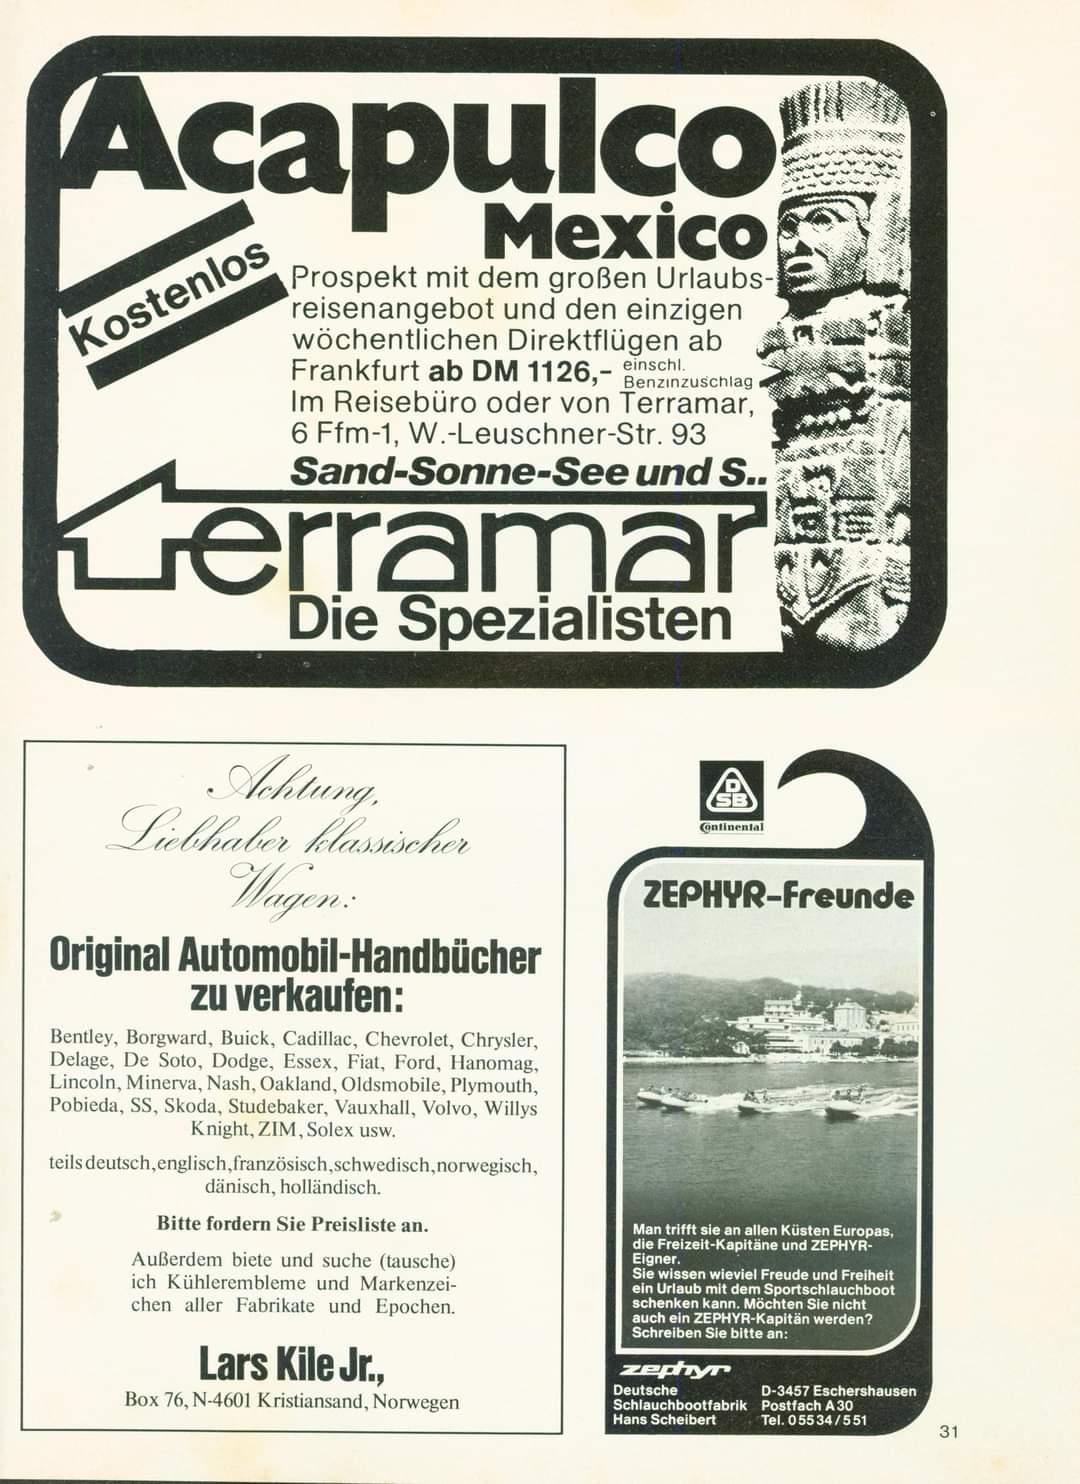 Acapulco
Mexico
Kostenlos
Prospekt mit dem großen Urlaubs-
reisenangebot und den einzigen
wöchentlichen Direktflügen ab
Frankfurt ab DM 1126,- einschl.
Benzinzuschlag
Im Reisebüro oder von Terramar,
6 Ffm-1, W.-Leuschner-Str. 93
Sand-Sonne-See und S..
terramar
Die Spezialisten
Achtung,
Liebhaber klassischer
Wagen:
Original Automobil-Handbücher
zu verkaufen:
Bentley, Borgward, Buick, Cadillac, Chevrolet, Chrysler,
Delage, De Soto, Dodge, Essex, Fiat, Ford, Hanomag,
Lincoln, Minerva, Nash, Oakland, Oldsmobile, Plymouth,
Pobieda, SS, Skoda, Studebaker, Vauxhall, Volvo, Willys
Knight, ZIM, Solex usw.
teils deutsch, englisch, französisch, schwedisch, norwegisch,
dänisch, holländisch.
Bitte fordern Sie Preisliste an.
Außerdem biete und suche (tausche)
ich Kühlerembleme und Markenzei-
chen aller Fabrikate und Epochen.
Lars Kile Jr.,
Box 76, N-4601 Kristiansand, Norwegen
DSB
Continental
ZEPHYR-Freunde
Man trifft sie an allen Küsten Europas,
die Freizeit-Kapitäne und ZEPHYR-
Eigner.
Sie wissen wieviel Freude und Freiheit
ein Urlaub mit dem Sportschlauchboot
schenken kann. Möchten Sie nicht
auch ein ZEPHYR-Kapitän werden?
Schreiben Sie bitte an:
zephyr
Deutsche D-3457 Eschershausen
Schlauchbootfabrik Postfach A 30
Hans Scheibert Tel. 0 55 34 / 5 51
31